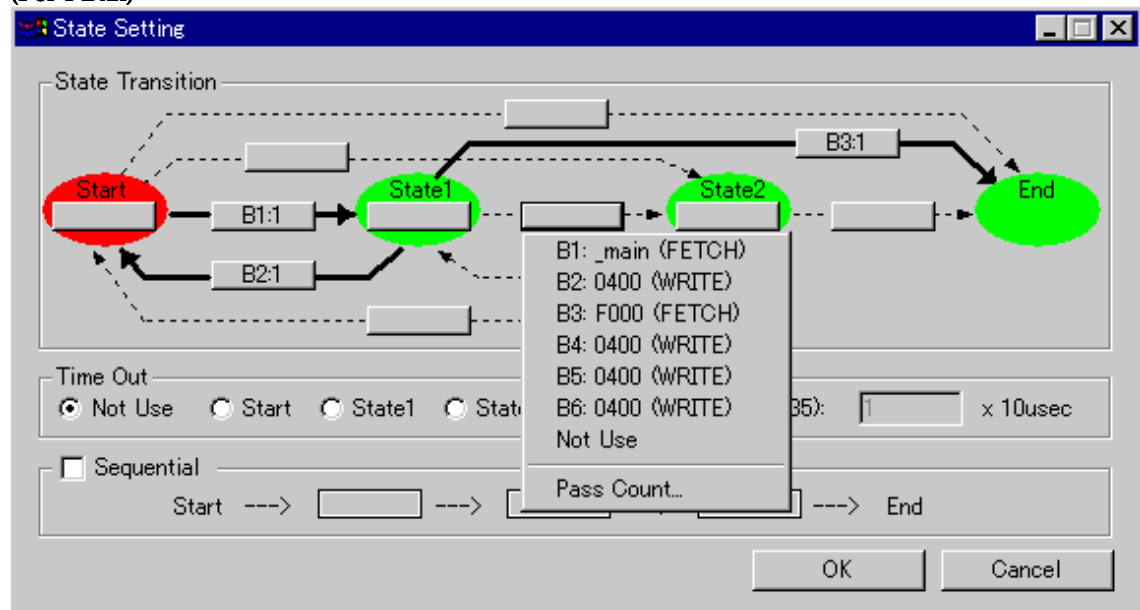 State Setting
State Transition
B3:1
Start
State1
State2
End
B1:1
B2:1
B1: _main (FETCH)
B2: 0400 (WRITE)
B3: F000 (FETCH)
B4: 0400 (WRITE)
B5: 0400 (WRITE)
B6: 0400 (WRITE)
Not Use
Pass Count...
Time Out
Not Use Start State1 35): 1 x 10usec
Sequential
Start ---> ---> ---> End
OK Cancel